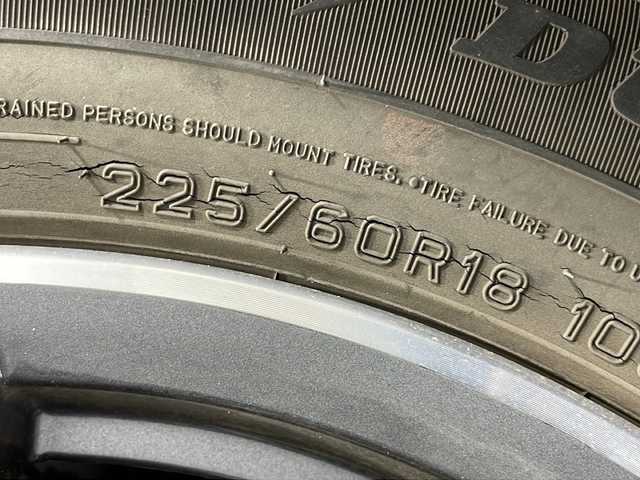 RAINED PERSONS SHOULD MOUNT TIRES. •TIRE FAILURE DUE TO
225/60R18